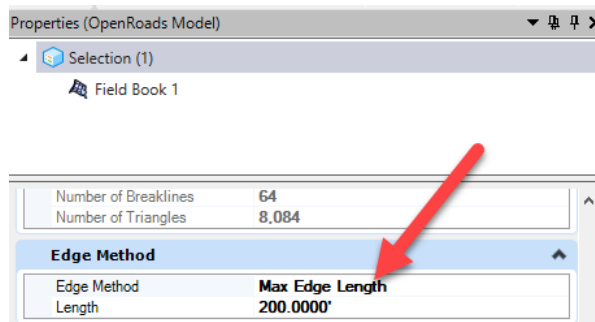 Properties (OpenRoads Model)
Selection (1)
Field Book 1
Number of Breaklines 64
Number of Triangles 8,084
Edge Method
Edge Method Max Edge Length
Length 200.0000'